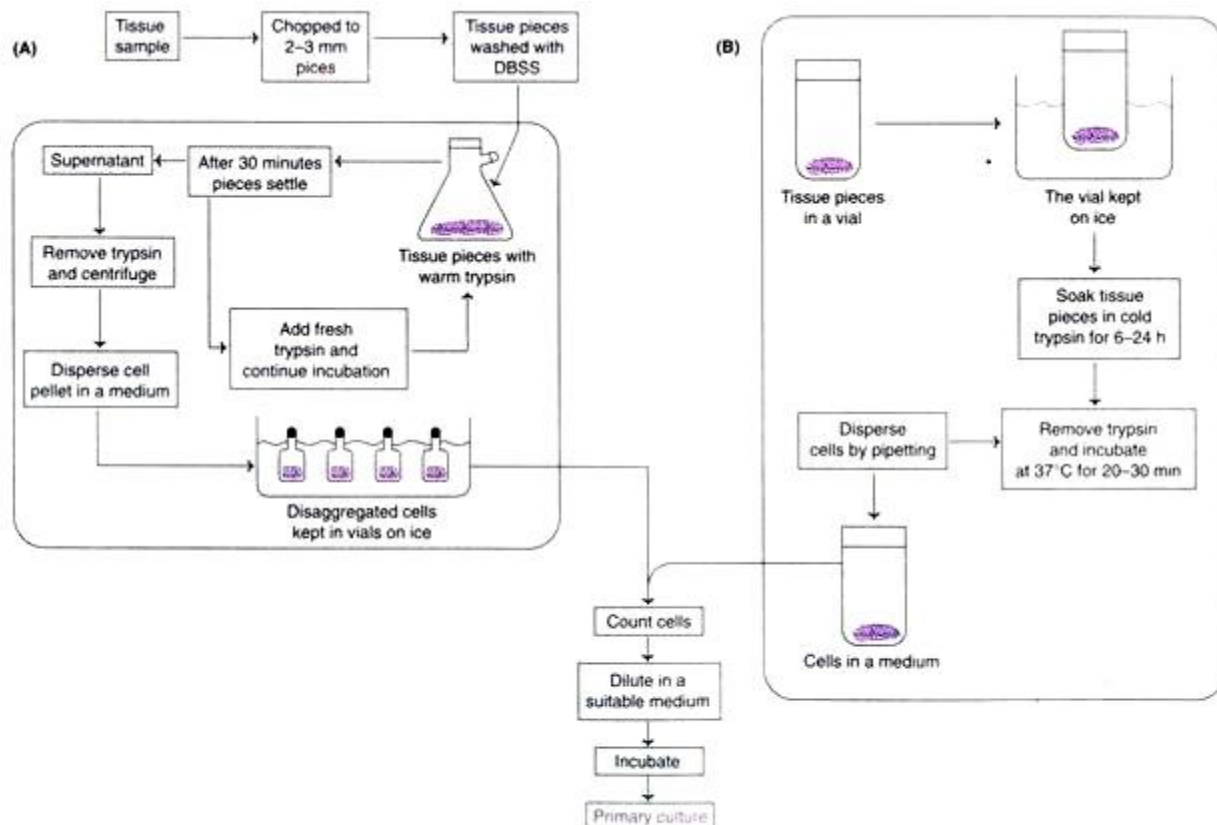 (A)
Tissue
sample
Chopped to
2–3 mm
pices
Tissue pieces
washed with
DBSS
Supernatant
After 30 minutes
pieces settle
Tissue pieces with
warm trypsin
Remove trypsin
and centrifuge
Add fresh
trypsin and
continue incubation
Disperse cell
pellet in a medium
Disaggregated cells
kept in vials on ice
(B)
Tissue pieces
in a vial
The vial kept
on ice
Soak tissue
pieces in cold
trypsin for 6–24 h
Remove trypsin
and incubate
at 37°C for 20–30 min
Disperse
cells by pipetting
Cells in a medium
Count cells
Dilute in a
suitable medium
Incubate
Primary culture